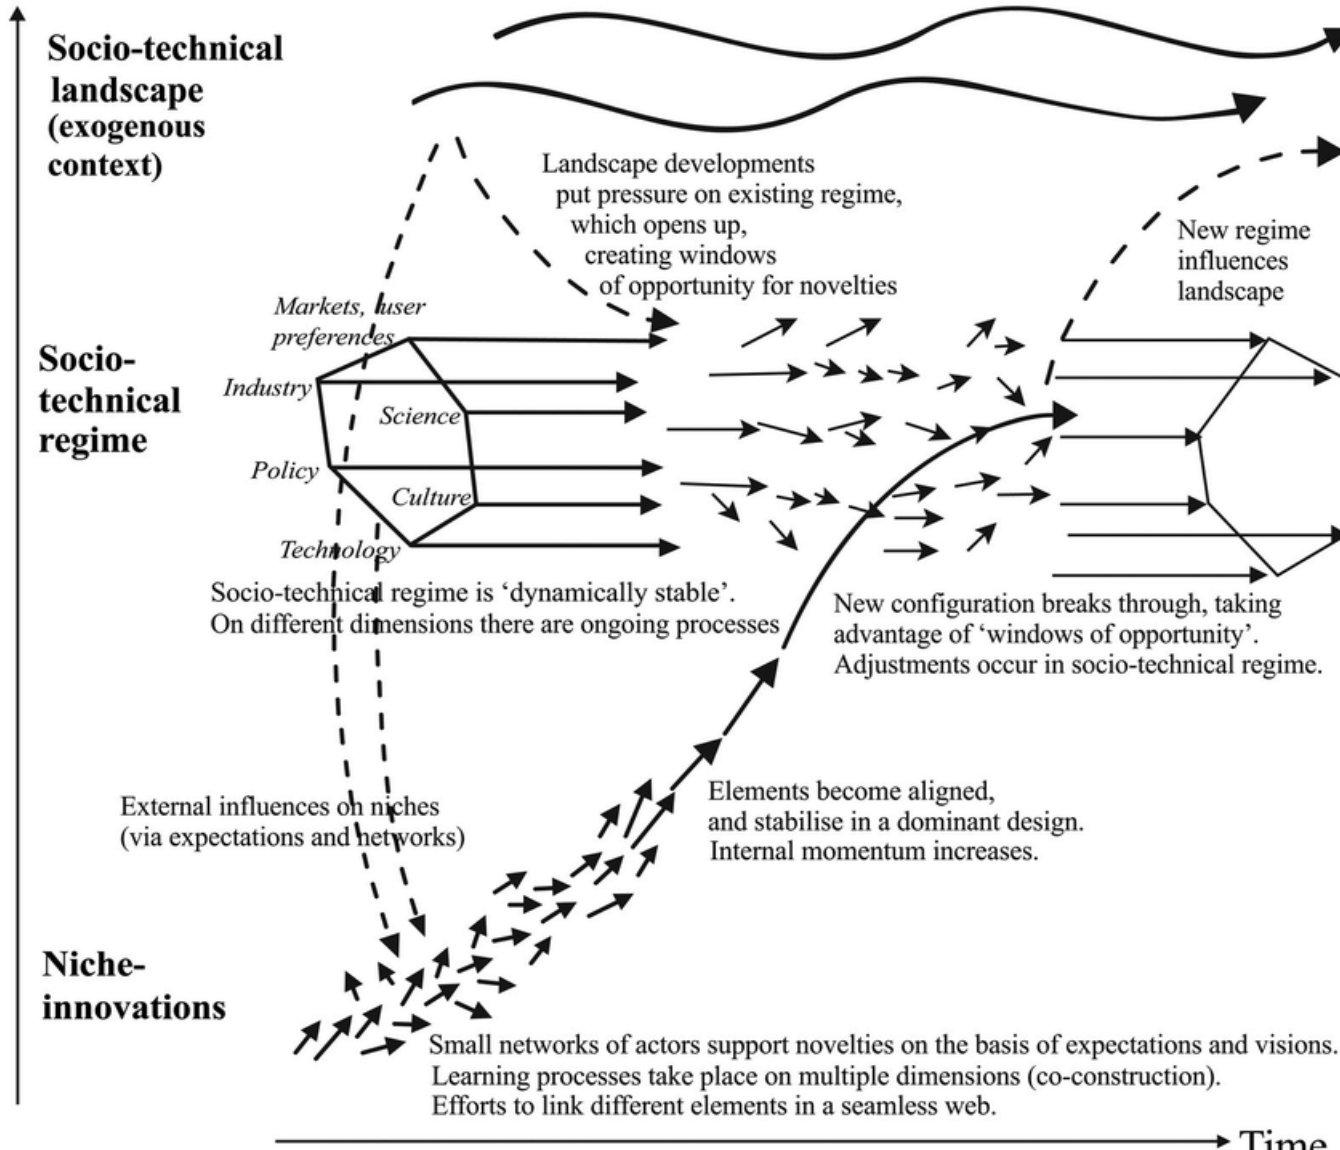 Socio-technical
landscape
(exogenous
context)
Landscape developments
put pressure on existing regime,
which opens up,
creating windows
of opportunity for novelties
New regime
influences
landscape
Markets, user
preferences
Socio-
technical
regime
Industry
Science
Policy
Culture
Technology
Socio-technical regime is ‘dynamically stable’.
On different dimensions there are ongoing processes
New configuration breaks through, taking
advantage of ‘windows of opportunity’.
Adjustments occur in socio-technical regime.
External influences on niches
(via expectations and networks)
Elements become aligned,
and stabilise in a dominant design.
Internal momentum increases.
Niche-
innovations
Small networks of actors support novelties on the basis of expectations and visions.
Learning processes take place on multiple dimensions (co-construction).
Efforts to link different elements in a seamless web.
Time